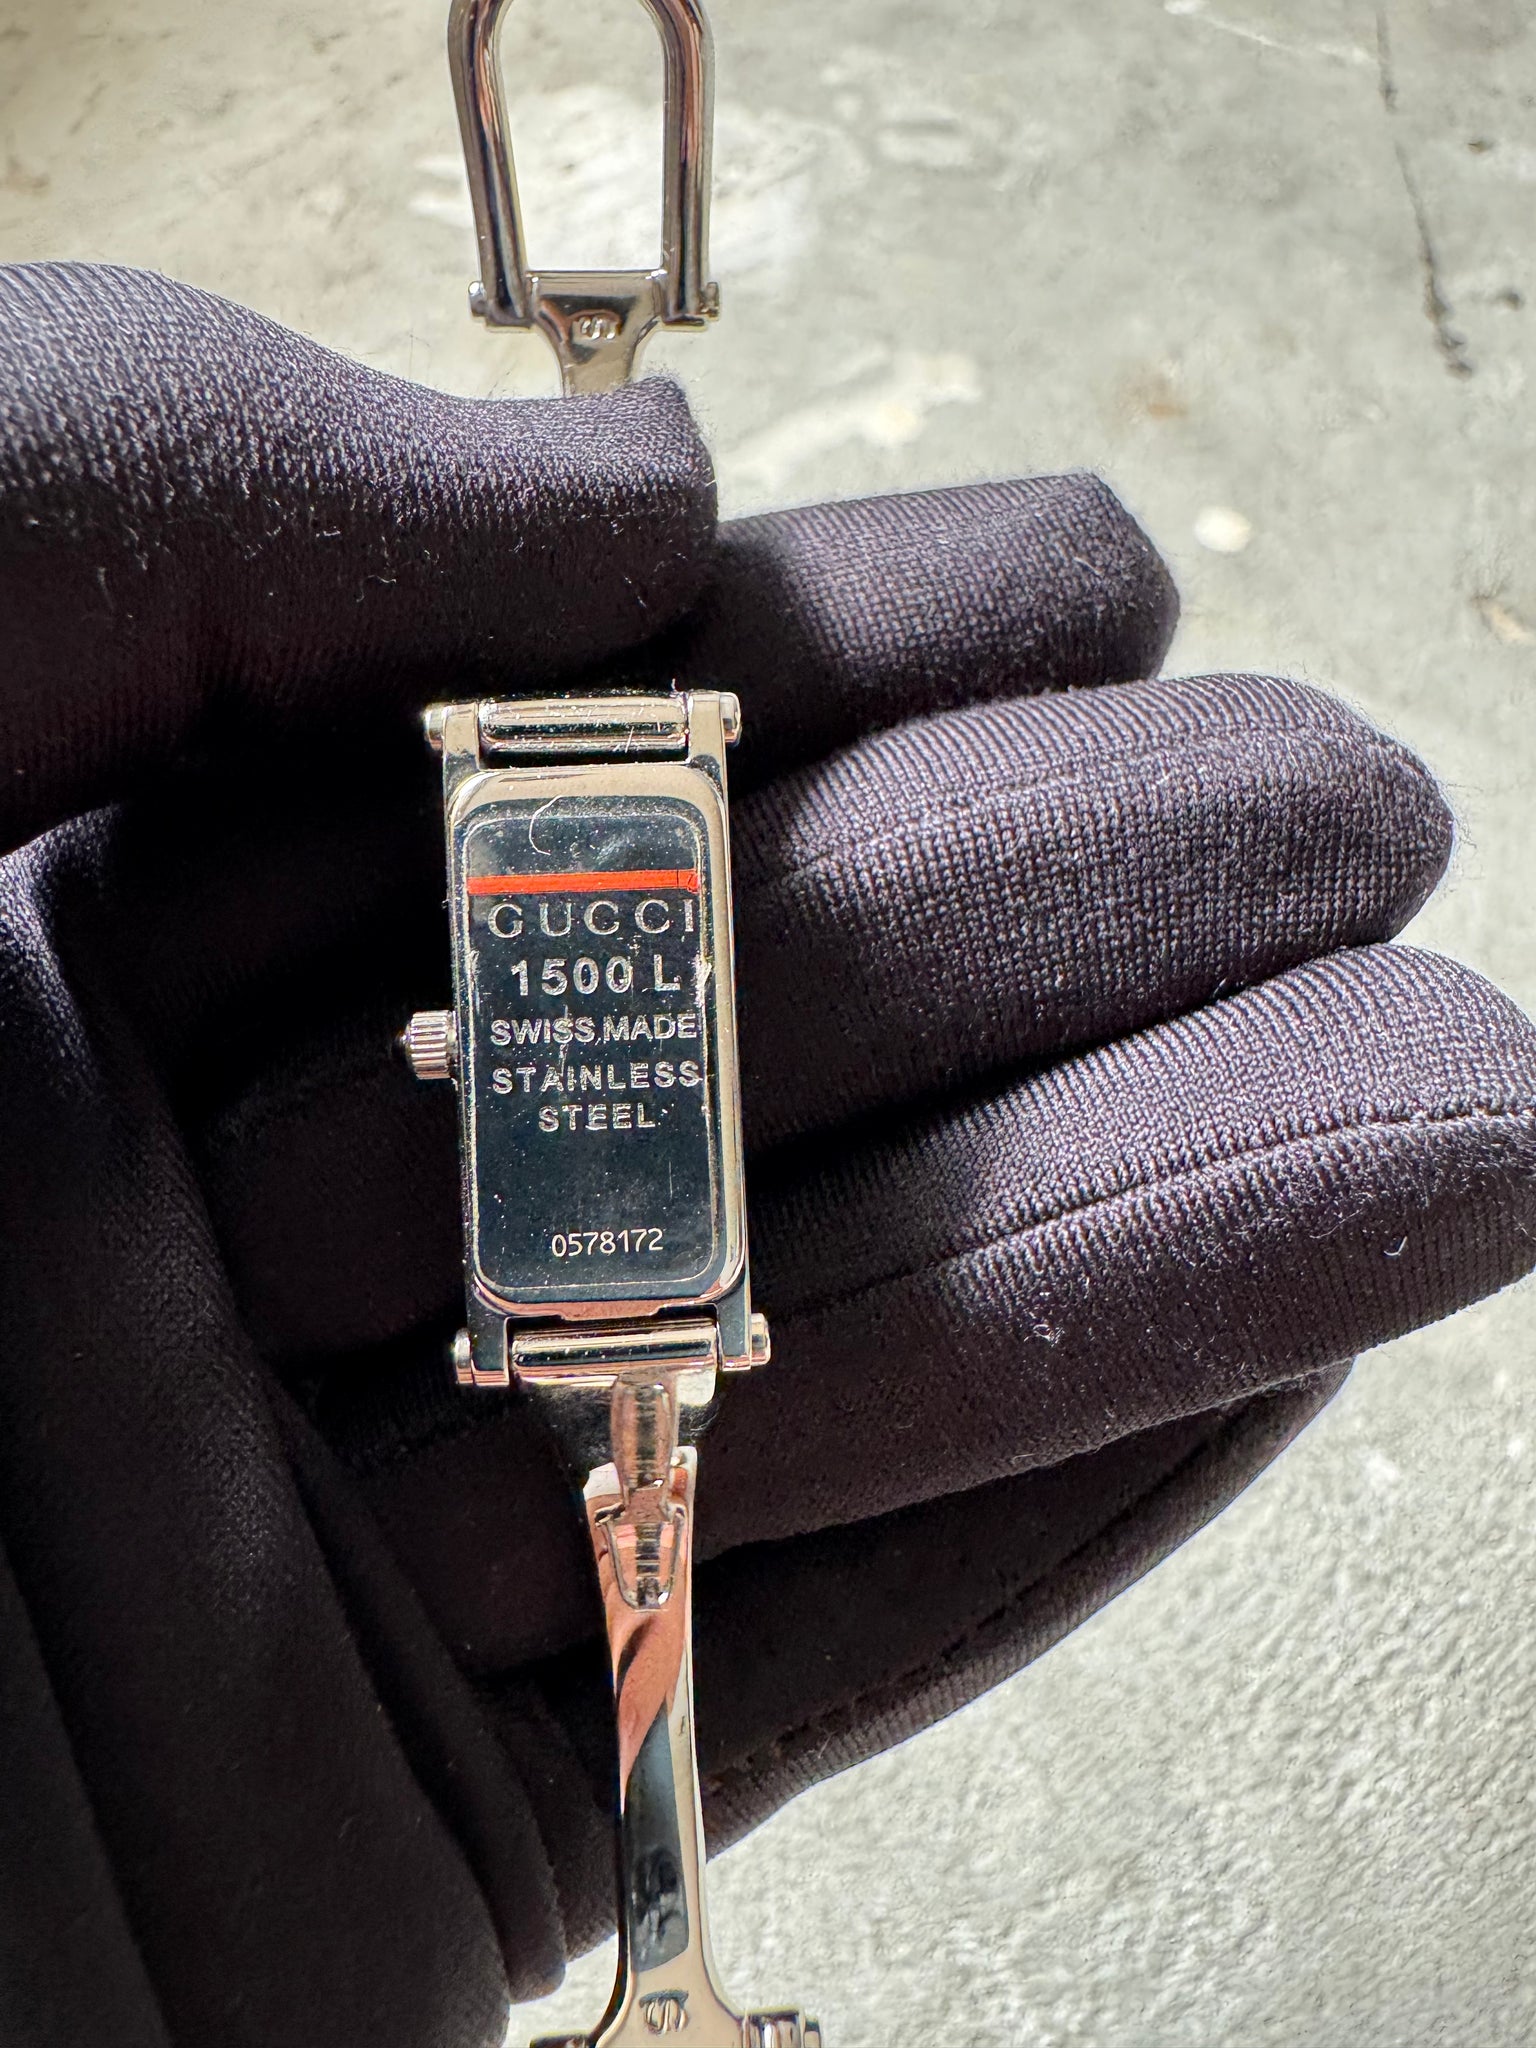 GUCCI
1500 L
SWISS MADE
STAINLESS
STEEL
0578172